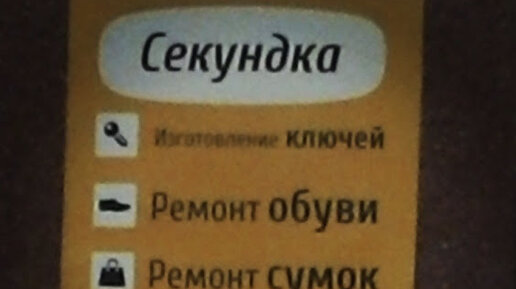 Секундка
Изготовление ключей
Ремонт обуви
Ремонт сумок